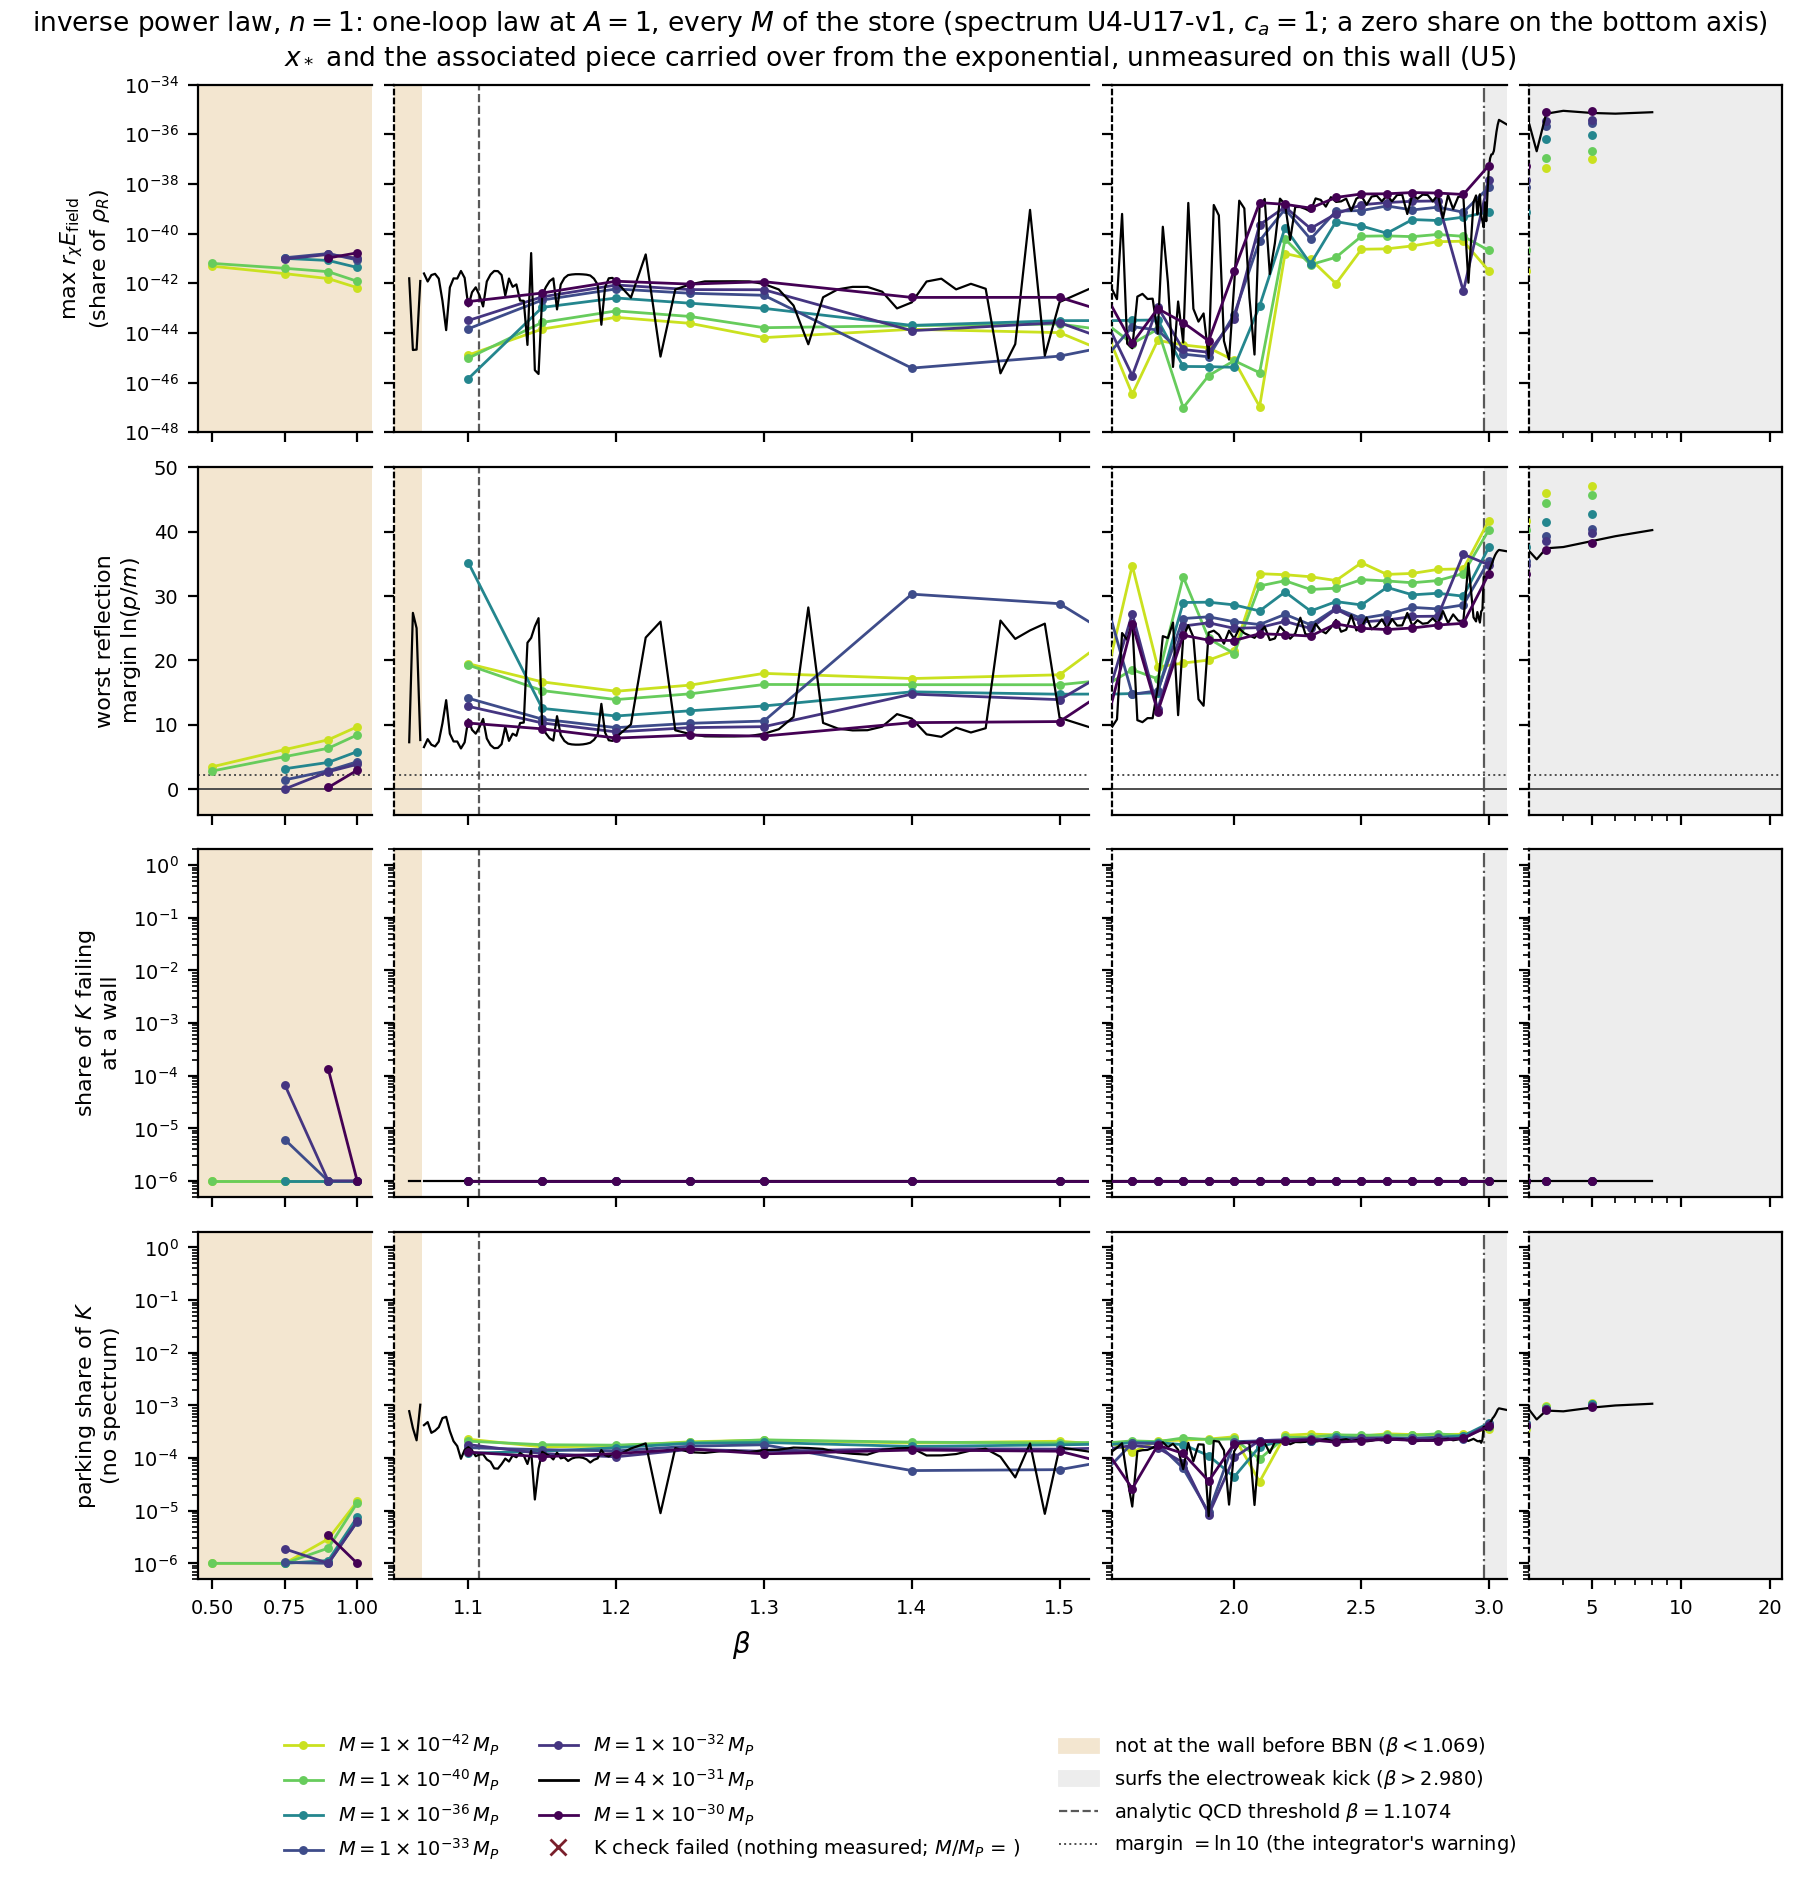 inverse power law, n = 1: one-loop law at A = 1, every M of the store (spectrum U4-U17-v1, cₐ = 1; a zero share on the bottom axis)
x∗ and the associated piece carried over from the exponential, unmeasured on this wall (U5)
max r_χ E_field
(share of ρ_R)
10⁻³⁴
10⁻³⁶
10⁻³⁸
10⁻⁴⁰
10⁻⁴²
10⁻⁴⁴
10⁻⁴⁶
10⁻⁴⁸
worst reflection
margin ln(p/m)
50
40
30
20
10
0
share of K failing
at a wall
10⁰
10⁻¹
10⁻²
10⁻³
10⁻⁴
10⁻⁵
10⁻⁶
parking share of K
(no spectrum)
10⁰
10⁻¹
10⁻²
10⁻³
10⁻⁴
10⁻⁵
10⁻⁶
0.50 0.75 1.00 1.1 1.2 1.3 1.4 1.5 2.0 2.5 3.0 5 10 20
β
M = 1 × 10⁻⁴² M_P
M = 1 × 10⁻⁴⁰ M_P
M = 1 × 10⁻³⁶ M_P
M = 1 × 10⁻³³ M_P
M = 1 × 10⁻³² M_P
M = 4 × 10⁻³¹ M_P
M = 1 × 10⁻³⁰ M_P
K check failed (nothing measured; M/M_P = )
not at the wall before BBN (β < 1.069)
surfs the electroweak kick (β > 2.980)
analytic QCD threshold β = 1.1074
margin = ln 10 (the integrator's warning)